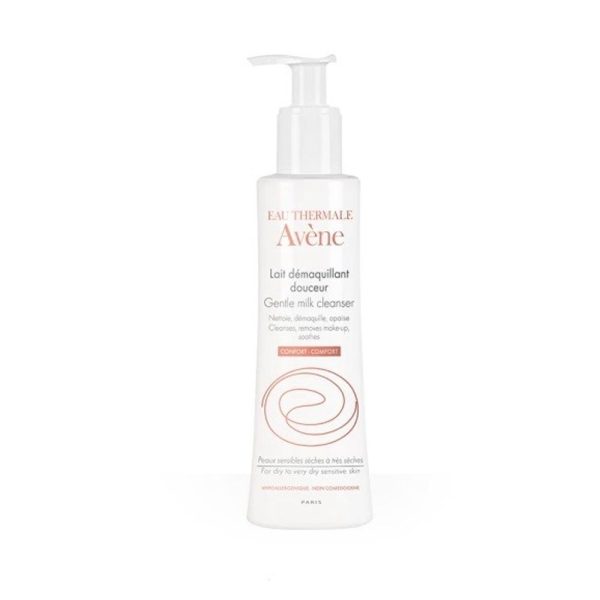 EAU THERMALE
Avène
Lait démaquillant
douceur
Gentle milk cleanser
Nettoie, démaquille, apaise
Cleanses, removes make-up,
soothes
CONFORT - COMFORT
Peaux sensibles sèches à très sèches
For dry to very dry sensitive skin
HYPOALLERGÉNIQUE - NON COMÉDOGÈNE
PARIS